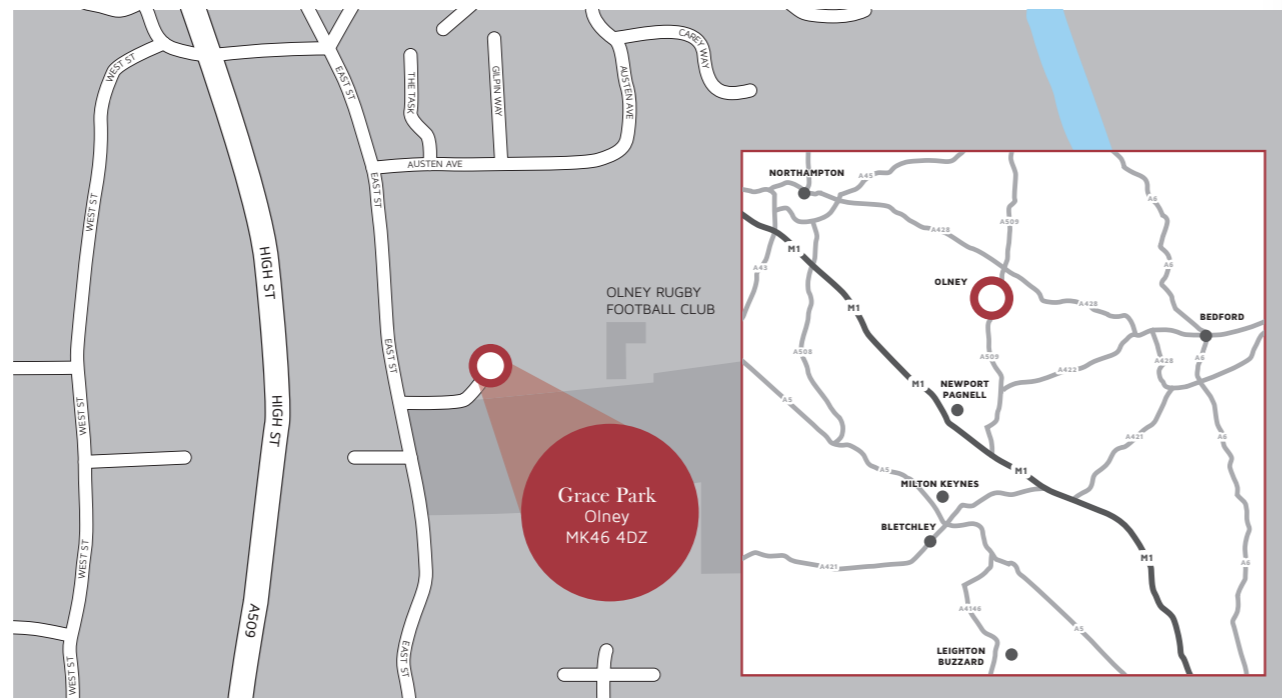 WEST ST
EAST ST
THE TASK
GILPIN WAY
CAREY WAY
AUSTEN AVE
AUSTEN AVE
EAST ST
WEST ST
HIGH ST
OLNEY RUGBY
FOOTBALL CLUB
EAST ST
HIGH ST
WEST ST
Grace Park
Olney
MK46 4DZ
WEST ST
A509
EAST ST
WEST ST
NORTHAMPTON
A45
A6
A509
A428
M1
A43
A6
OLNEY
A428
M1
BEDFORD
A508
A509
A428
A6
A422
M1
NEWPORT
PAGNELL
A5
A421
A6
A5
M1
MILTON KEYNES
BLETCHLEY
M1
A421
A6
A4146
A5
LEIGHTON
BUZZARD